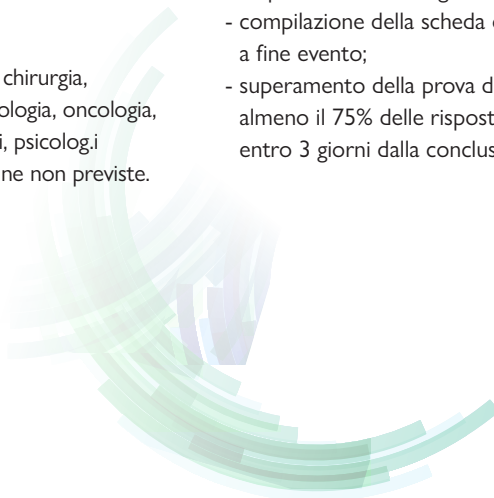 chirurgia,
ologia, oncologia,
i, psicolog.i
ne non previste.
- compilazione della scheda
a fine evento;
- superamento della prova d
almeno il 75% delle rispost
entro 3 giorni dalla conclus